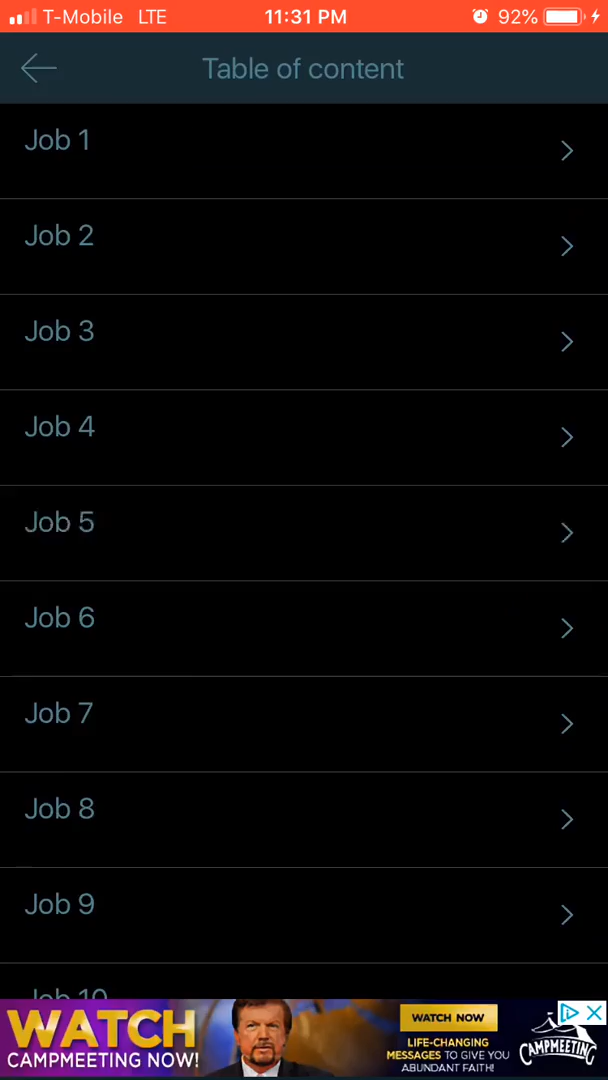 T-Mobile LTE 11:31 PM 92%
Table of content
Job 1
Job 2
Job 3
Job 4
Job 5
Job 6
Job 7
Job 8
Job 9
Job 10
WATCH
CAMPMEETING NOW!
WATCH NOW
LIFE-CHANGING
MESSAGES TO GIVE YOU
ABUNDANT FAITH!
CAMPMEETING